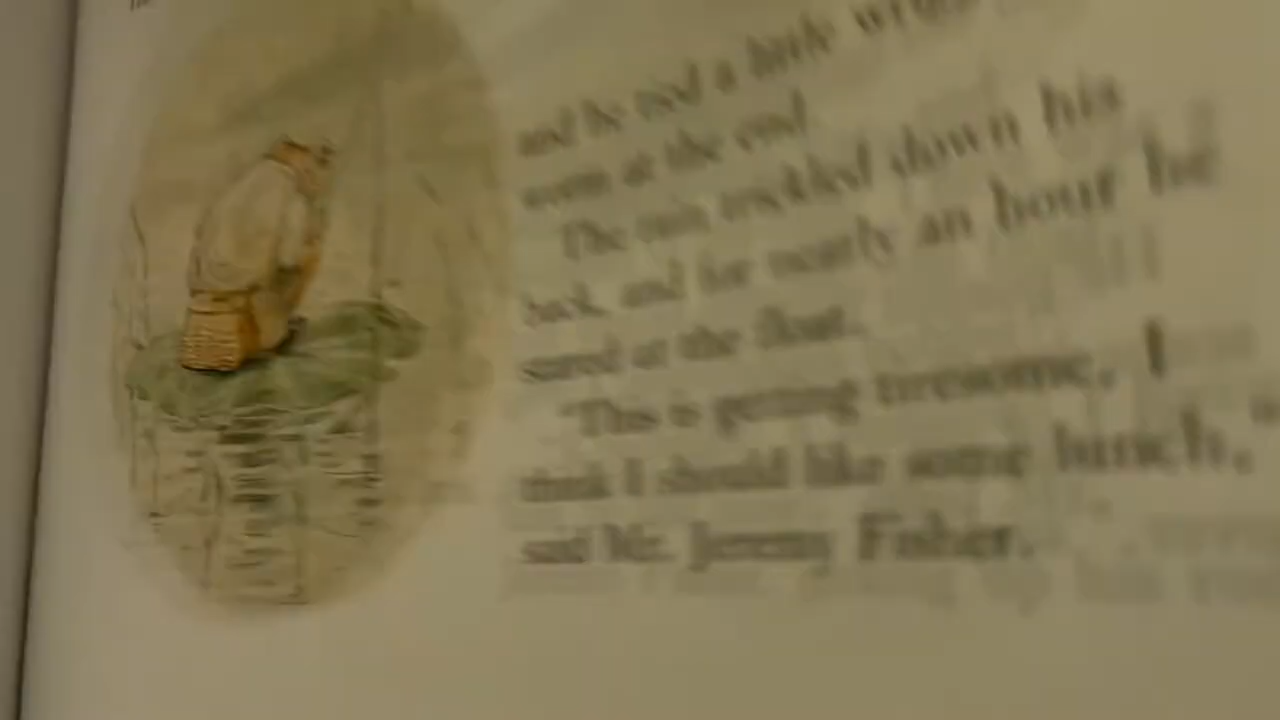 and he tied a little
worm at the end
The rain trickled down his
back, and for nearly an hour he
stared at the float.
"This is getting tiresome, I
think I should like some lunch,"
said Mr. Jeremy Fisher.